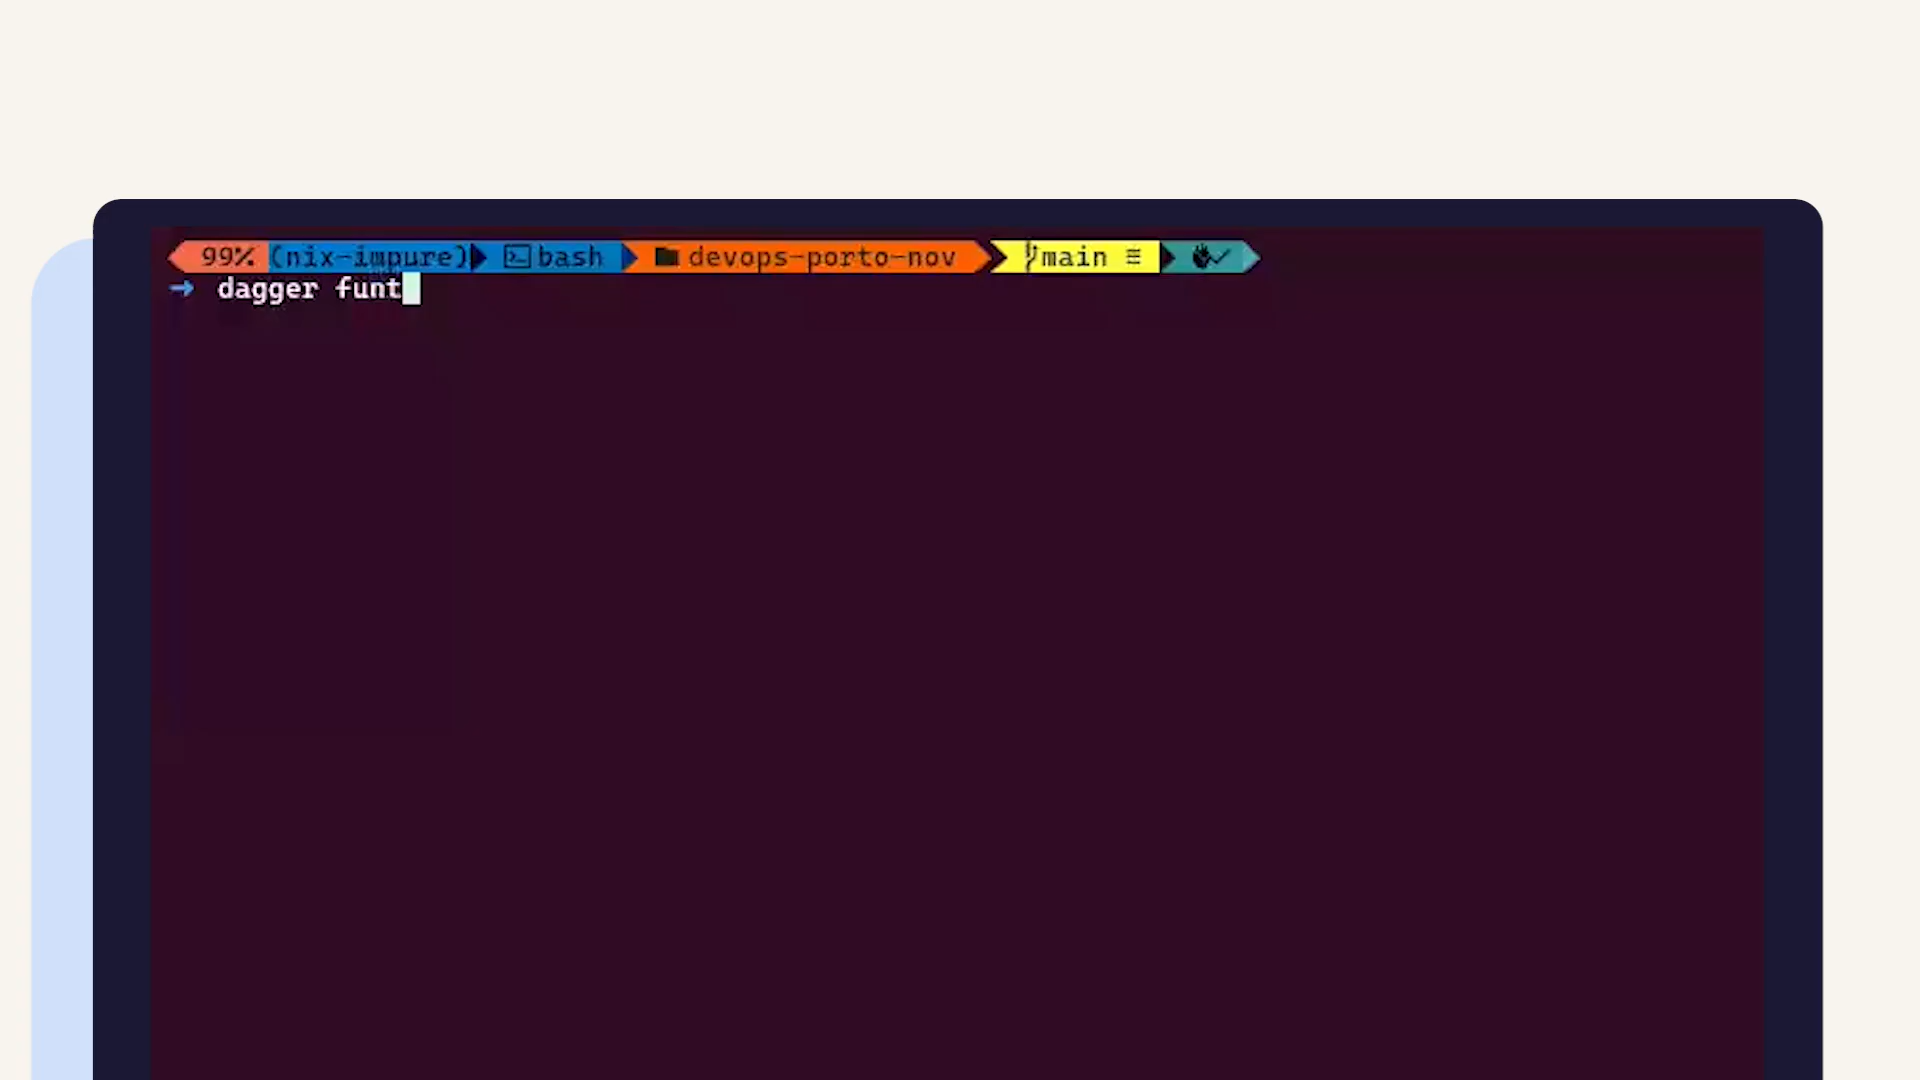 99% (nix-impure) bash devops-porto-nov main ≡
→ dagger funt